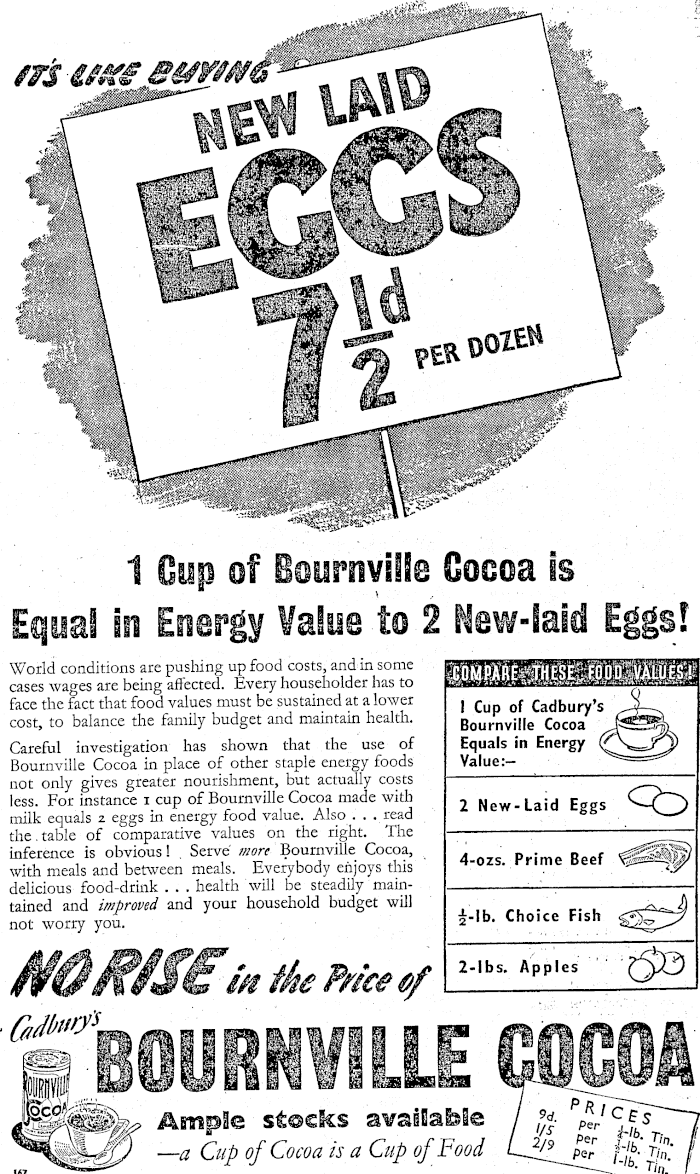 IT'S LIKE BUYING
NEW LAID
EGGS
7½d
PER DOZEN
1 Cup of Bournville Cocoa is
Equal in Energy Value to 2 New-laid Eggs!
World conditions are pushing up food costs, and in some
cases wages are being affected. Every householder has to
face the fact that food values must be sustained at a lower
cost, to balance the family budget and maintain health.
Careful investigation has shown that the use of
Bournville Cocoa in place of other staple energy foods
not only gives greater nourishment, but actually costs
less. For instance 1 cup of Bournville Cocoa made with
milk equals 2 eggs in energy food value. Also . . . read
the table of comparative values on the right. The
inference is obvious! Serve more Bournville Cocoa,
with meals and between meals. Everybody enjoys this
delicious food-drink . . . health will be steadily main-
tained and improved and your household budget will
not worry you.
COMPARE THESE FOOD VALUES!
1 Cup of Cadbury's
Bournville Cocoa
Equals in Energy
Value:—
2 New-Laid Eggs
4-ozs. Prime Beef
½-lb. Choice Fish
2-lbs. Apples
NO RISE in the Price of
Cadbury's
BOURNVILLE COCOA
BOURNVILLE
COCOA
Ample stocks available
—a Cup of Cocoa is a Cup of Food
PRICES
9d. per ¼-lb. Tin.
1/5 per ½-lb. Tin.
2/9 per 1-lb. Tin.
167